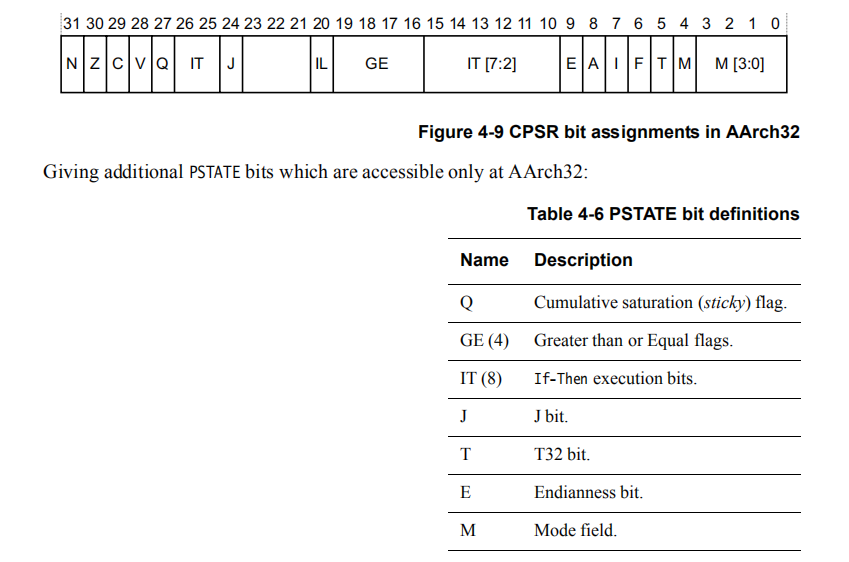 31 30 29 28 27 26 25 24 23 22 21 20 19 18 17 16 15 14 13 12 11 10 9 8 7 6 5 4 3 2 1 0
N Z C V Q IT J IL GE IT [7:2] E A I F T M M [3:0]
Figure 4-9 CPSR bit assignments in AArch32
Giving additional PSTATE bits which are accessible only at AArch32:
Table 4-6 PSTATE bit definitions
Name Description
Q Cumulative saturation (sticky) flag.
GE (4) Greater than or Equal flags.
IT (8) If-Then execution bits.
J J bit.
T T32 bit.
E Endianness bit.
M Mode field.